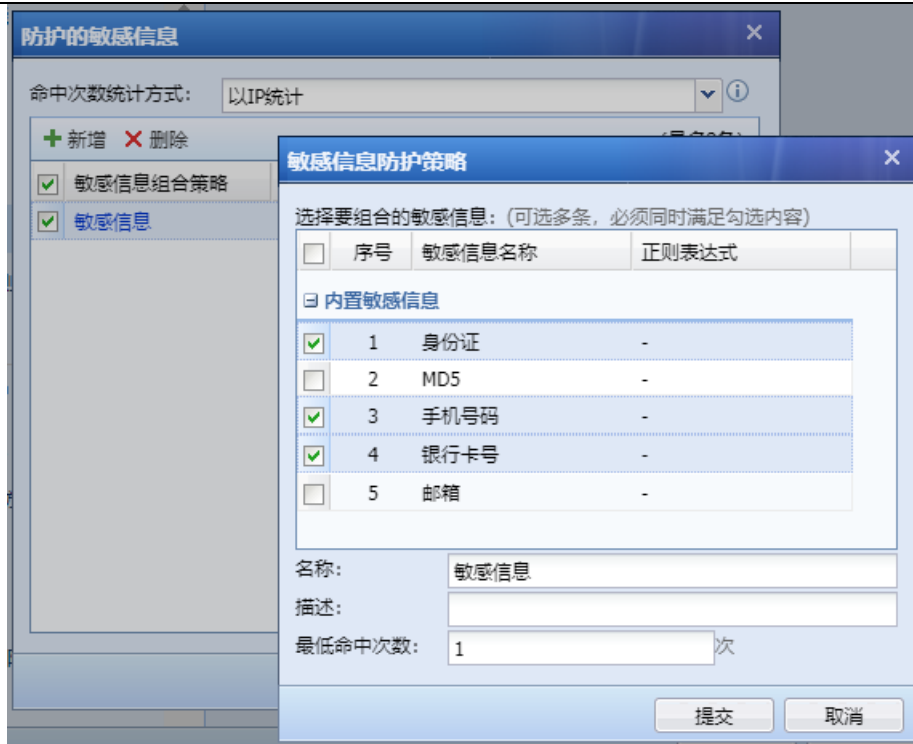 防护的敏感信息
命中次数统计方式: 以IP统计
新增 删除
敏感信息组合策略
敏感信息
敏感信息防护策略
选择要组合的敏感信息: (可选多条, 必须同时满足勾选内容)
序号 敏感信息名称 正则表达式
内置敏感信息
1 身份证 -
2 MD5 -
3 手机号码 -
4 银行卡号 -
5 邮箱 -
名称: 敏感信息
描述:
最低命中次数: 1 次
提交 取消